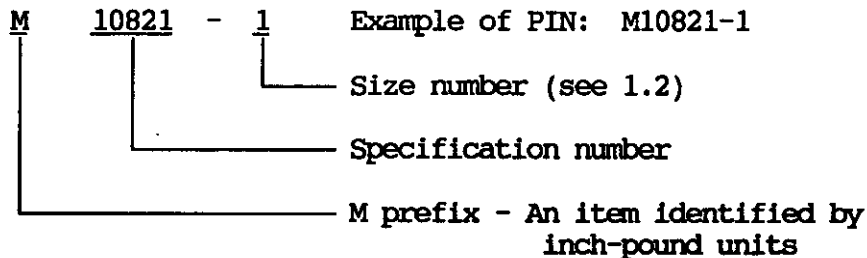 M 10821 - 1 Example of PIN: M10821-1
Size number (see 1.2)
Specification number
M prefix - An item identified by
inch-pound units